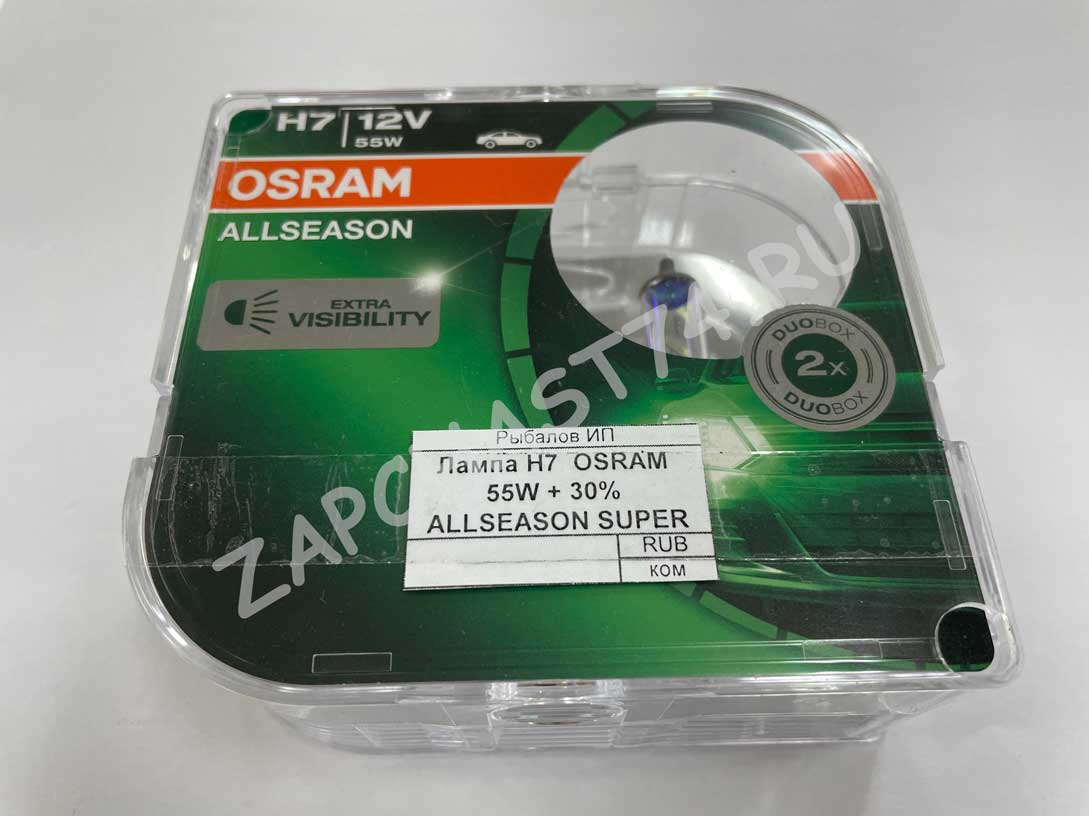 H7 12V
55W
OSRAM
ALLSEASON
EXTRA
VISIBILITY
DUOBOX
2x
DUOBOX
Рыбалов ИП
Лампа H7 OSRAM
55W + 30%
ALLSEASON SUPER
RUB
ком
ZAPCHAST74.RU